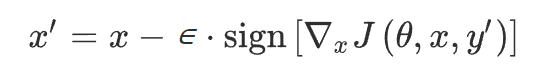 x′ = x − ϵ · sign [∇ₓJ (θ, x, y′)]